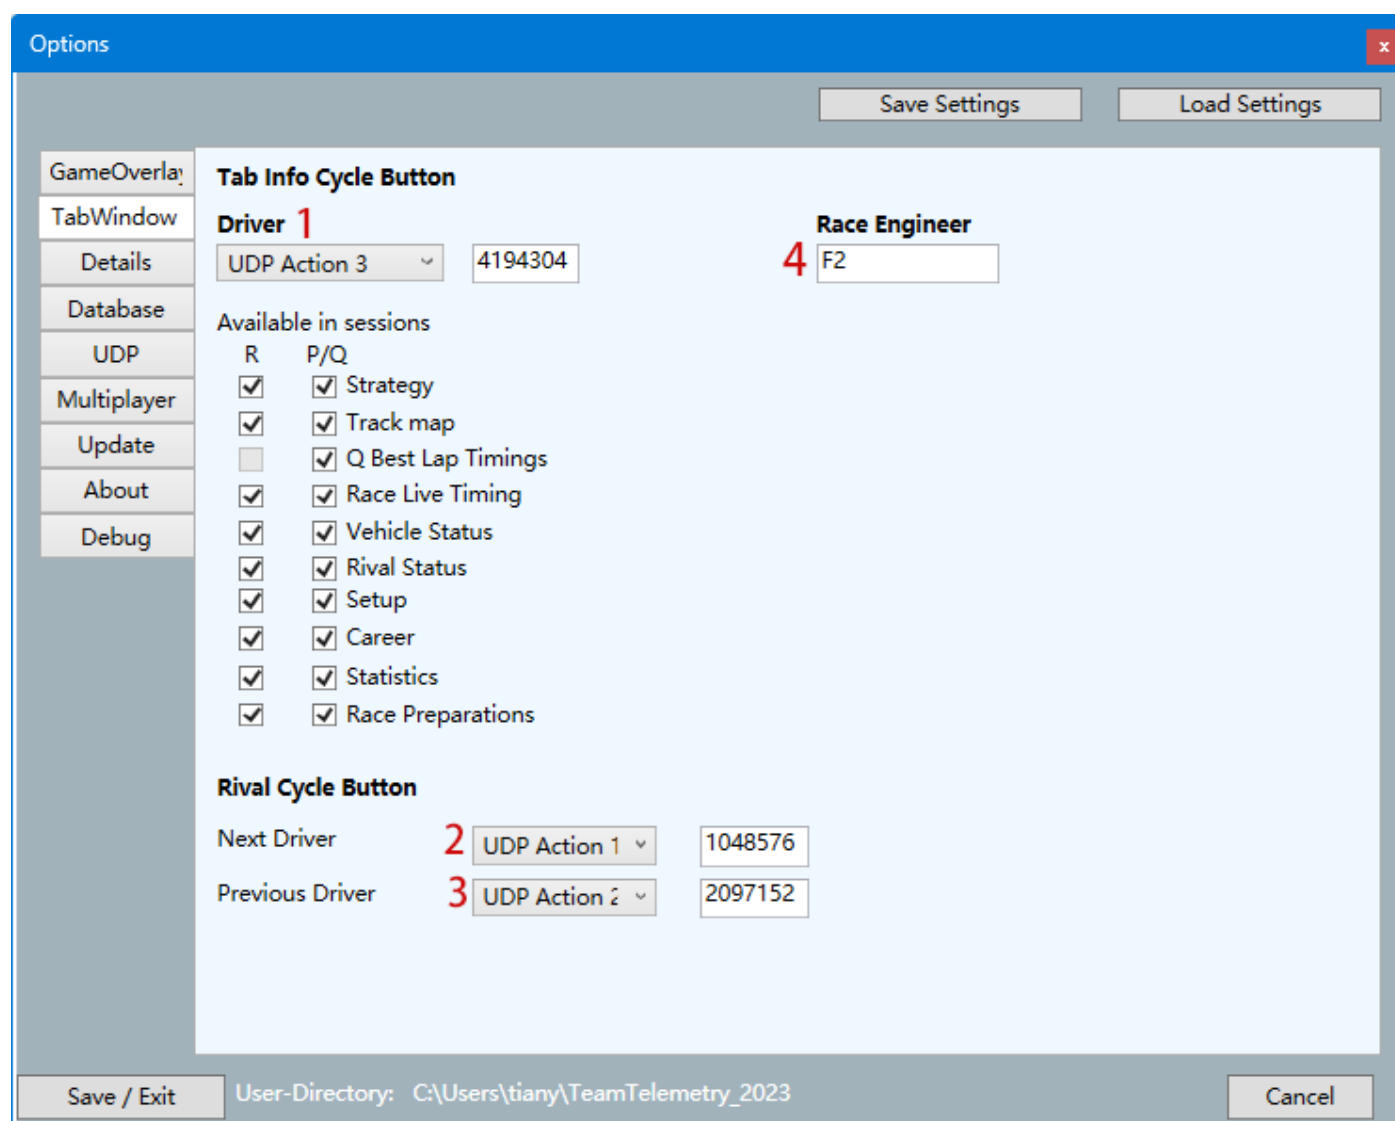 Options
x
Save Settings Load Settings
GameOverlay
TabWindow
Details
Database
UDP
Multiplayer
Update
About
Debug
Tab Info Cycle Button
Driver 1 Race Engineer
UDP Action 3 4194304 4 F2
Available in sessions
R P/Q
Strategy
Track map
Q Best Lap Timings
Race Live Timing
Vehicle Status
Rival Status
Setup
Career
Statistics
Race Preparations
Rival Cycle Button
Next Driver 2 UDP Action 1 1048576
Previous Driver 3 UDP Action 2 2097152
Save / Exit User-Directory: C:\Users\tiany\TeamTelemetry_2023 Cancel